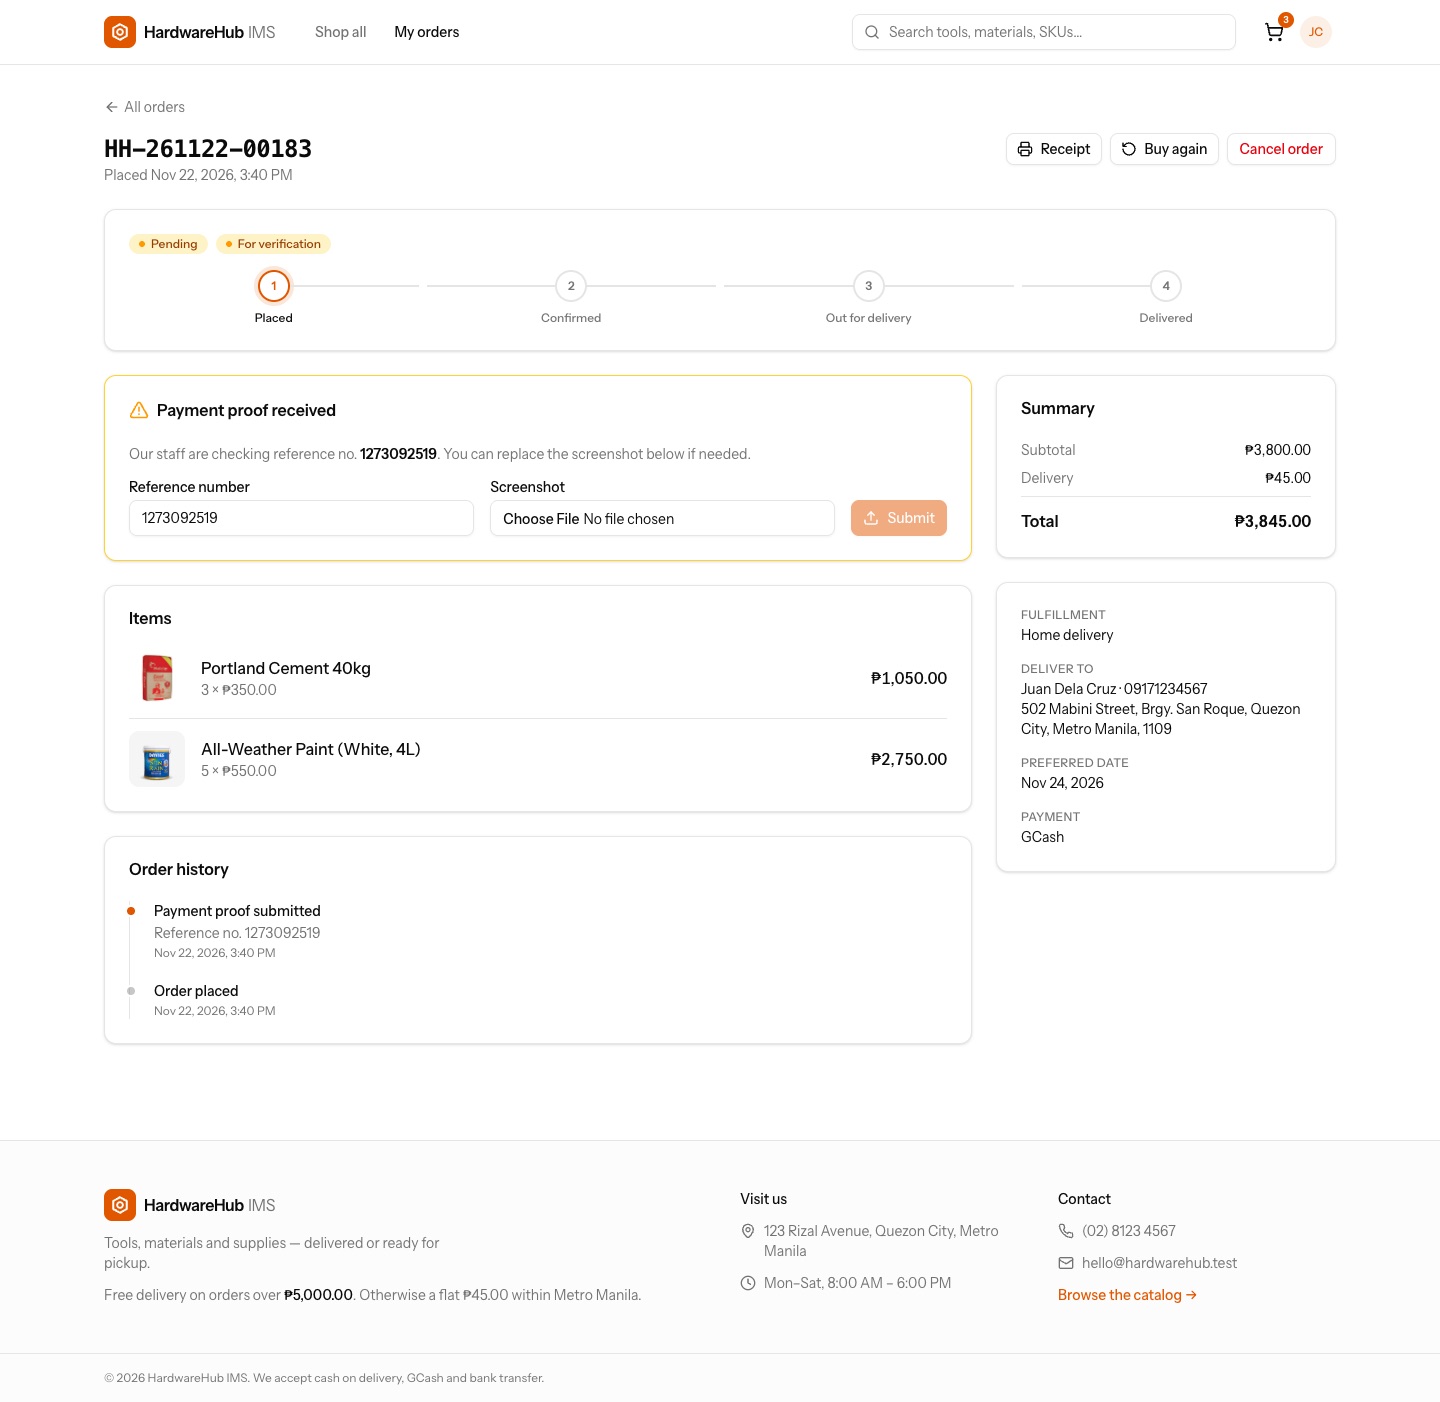 HardwareHub IMS
Shop all
My orders
Search tools, materials, SKUs...
3
JC
All orders
HH-261122-00183
Placed Nov 22, 2026, 3:40 PM
Receipt
Buy again
Cancel order
Pending
For verification
1
2
3
4
Placed
Confirmed
Out for delivery
Delivered
Payment proof received
Our staff are checking reference no. 1273092519. You can replace the screenshot below if needed.
Reference number
Screenshot
1273092519
Choose File No file chosen
Submit
Items
Portland Cement 40kg
3 × ₱350.00
₱1,050.00
All-Weather Paint (White, 4L)
5 × ₱550.00
₱2,750.00
Order history
Payment proof submitted
Reference no. 1273092519
Nov 22, 2026, 3:40 PM
Order placed
Nov 22, 2026, 3:40 PM
Summary
Subtotal
₱3,800.00
Delivery
₱45.00
Total
₱3,845.00
FULFILLMENT
Home delivery
DELIVER TO
Juan Dela Cruz · 09171234567
502 Mabini Street, Brgy. San Roque, Quezon
City, Metro Manila, 1109
PREFERRED DATE
Nov 24, 2026
PAYMENT
GCash
HardwareHub IMS
Tools, materials and supplies — delivered or ready for
pickup.
Free delivery on orders over ₱5,000.00. Otherwise a flat ₱45.00 within Metro Manila.
Visit us
123 Rizal Avenue, Quezon City, Metro
Manila
Mon–Sat, 8:00 AM – 6:00 PM
Contact
(02) 8123 4567
hello@hardwarehub.test
Browse the catalog →
© 2026 HardwareHub IMS. We accept cash on delivery, GCash and bank transfer.